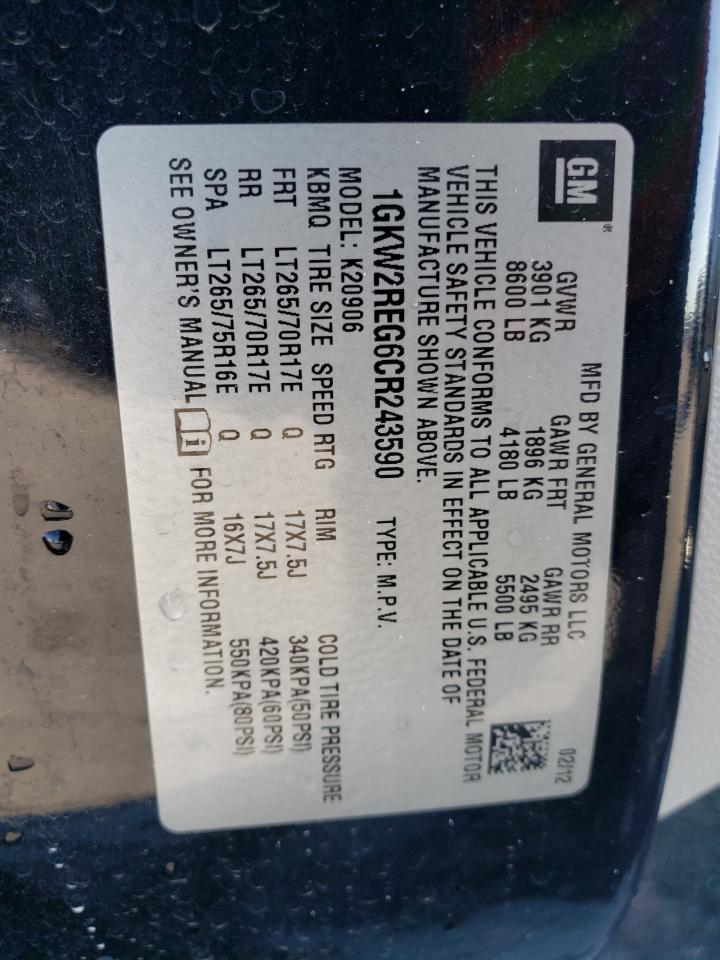 GM®
MFD BY GENERAL MOTORS LLC
02/12
GVWR GAWR FRT GAWR RR
3901 KG 1896 KG 2495 KG
8600 LB 4180 LB 5500 LB
THIS VEHICLE CONFORMS TO ALL APPLICABLE U.S. FEDERAL MOTOR
VEHICLE SAFETY STANDARDS IN EFFECT ON THE DATE OF
MANUFACTURE SHOWN ABOVE.
1GKW2REG6CR243590 TYPE: M.P.V.
MODEL: K20906
KBMQ TIRE SIZE SPEED RTG RIM COLD TIRE PRESSURE
FRT LT265/70R17E Q 17X7.5J 340KPA(50PSI)
RR LT265/70R17E Q 17X7.5J 420KPA(60PSI)
SPA LT265/75R16E Q 16X7J 550KPA(80PSI)
SEE OWNER'S MANUAL i FOR MORE INFORMATION.